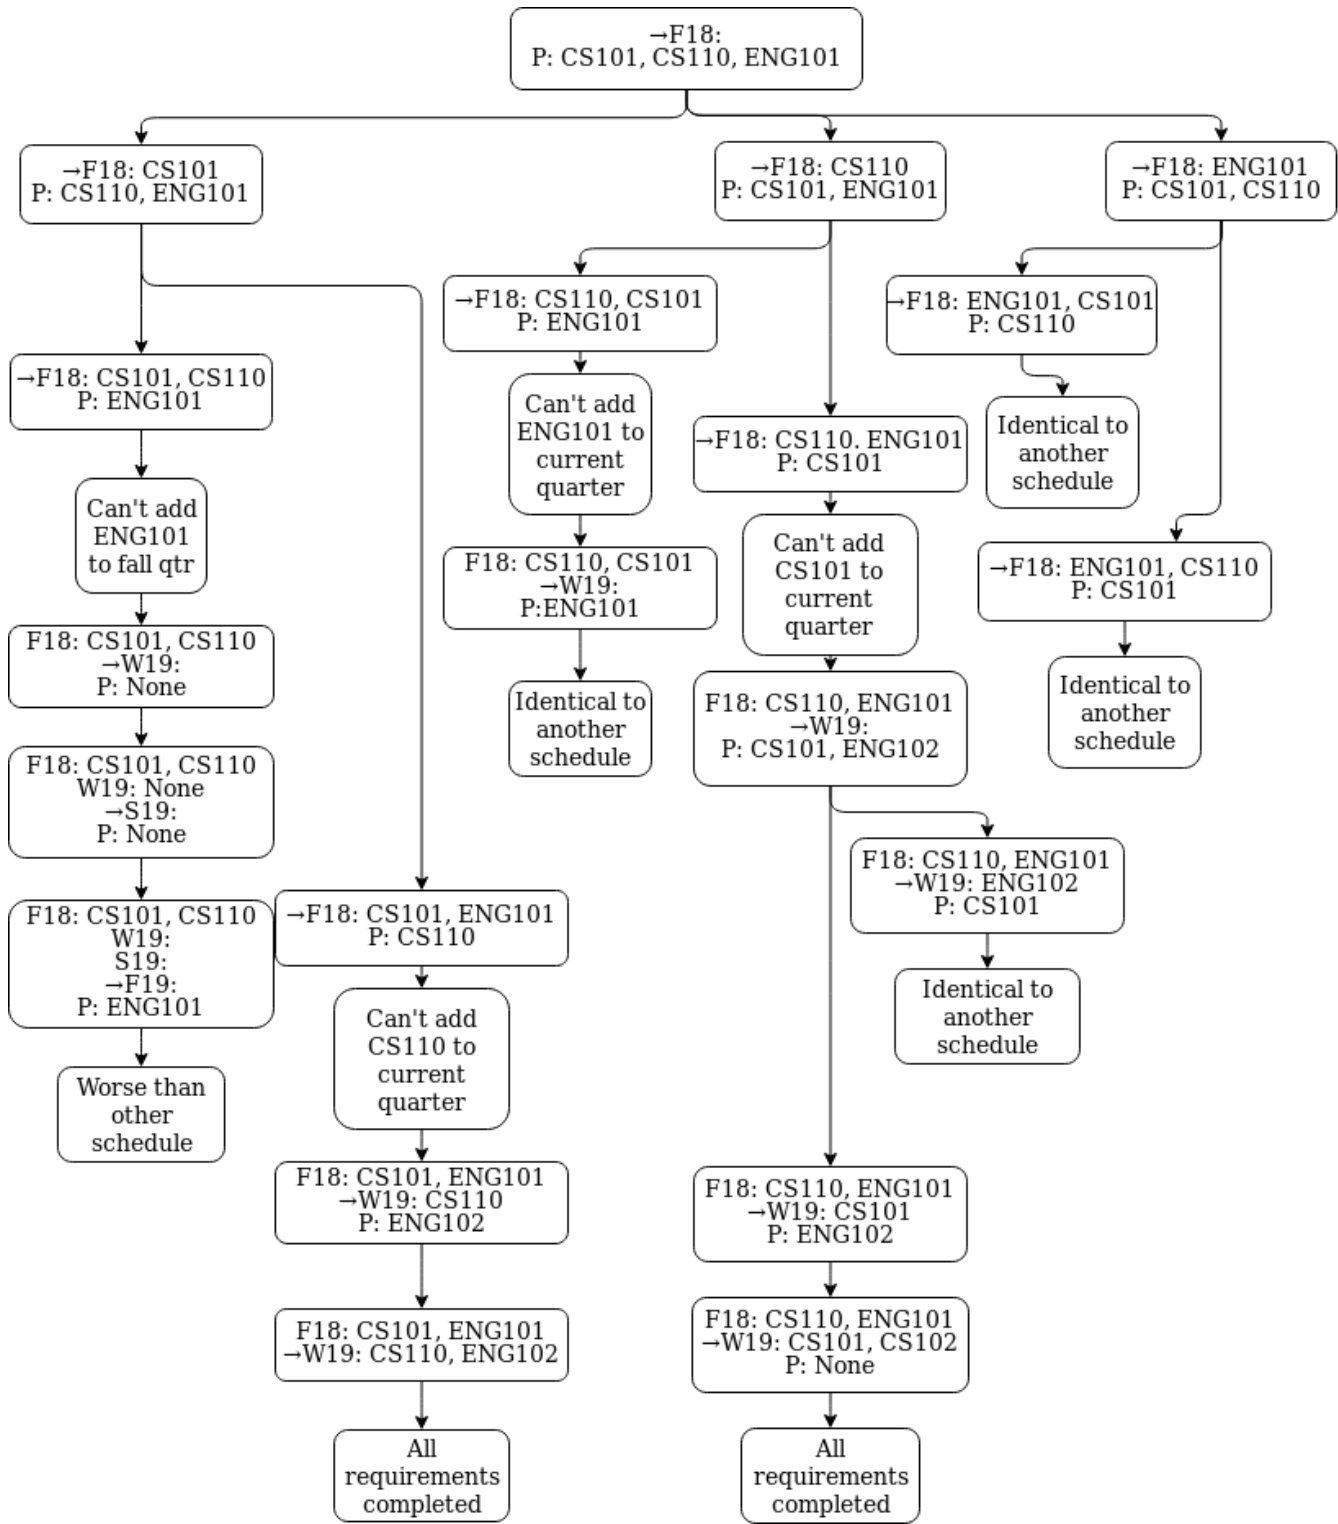 →F18:
P: CS101, CS110, ENG101
→F18: CS101
P: CS110, ENG101
→F18: CS110
P: CS101, ENG101
→F18: ENG101
P: CS101, CS110
→F18: CS101, CS110
P: ENG101
Can't add
ENG101
to fall qtr
F18: CS101, CS110
→W19:
P: None
F18: CS101, CS110
W19: None
→S19:
P: None
F18: CS101, CS110
W19:
S19:
→F19:
P: ENG101
Worse than
other
schedule
→F18: CS101, ENG101
P: CS110
Can't add
CS110 to
current
quarter
F18: CS101, ENG101
→W19: CS110
P: ENG102
F18: CS101, ENG101
→W19: CS110, ENG102
All
requirements
completed
→F18: CS110, CS101
P: ENG101
Can't add
ENG101 to
current
quarter
F18: CS110, CS101
→W19:
P:ENG101
Identical to
another
schedule
→F18: CS110. ENG101
P: CS101
Can't add
CS101 to
current
quarter
F18: CS110, ENG101
→W19:
P: CS101, ENG102
F18: CS110, ENG101
→W19: ENG102
P: CS101
Identical to
another
schedule
F18: CS110, ENG101
→W19: CS101
P: ENG102
F18: CS110, ENG101
→W19: CS101, CS102
P: None
All
requirements
completed
→F18: ENG101, CS101
P: CS110
Identical to
another
schedule
→F18: ENG101, CS110
P: CS101
Identical to
another
schedule